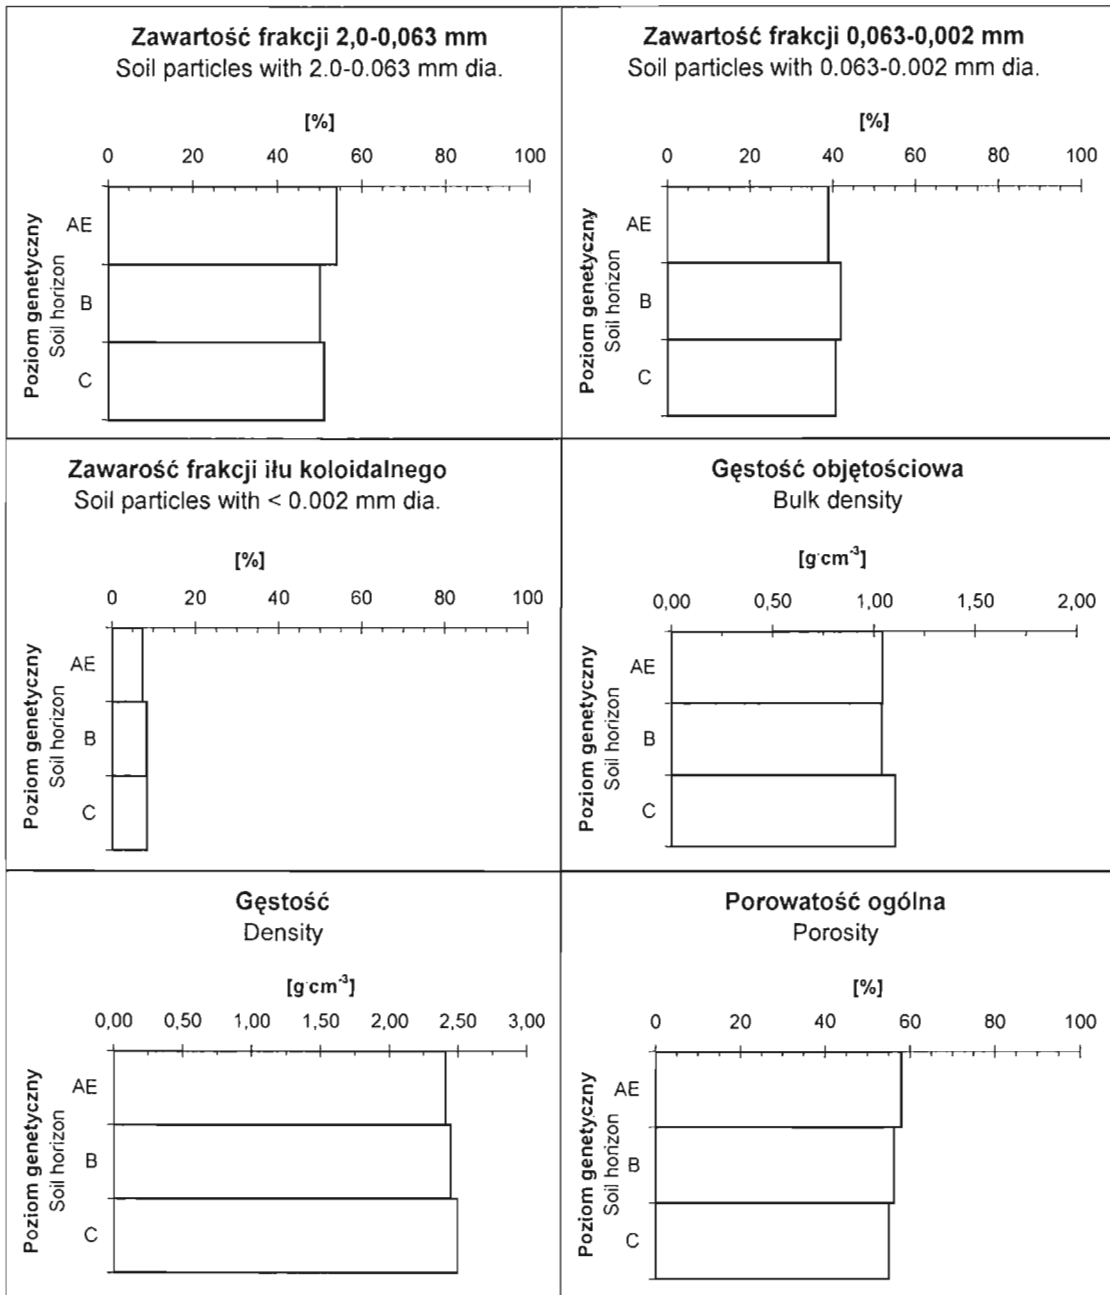 Zawartość frakcji 2,0-0,063 mm
Soil particles with 2.0-0.063 mm dia.
[%]
0 20 40 60 80 100
Poziom genetyczny
Soil horizon
AE
B
C
Zawartość frakcji 0,063-0,002 mm
Soil particles with 0.063-0.002 mm dia.
[%]
0 20 40 60 80 100
Poziom genetyczny
Soil horizon
AE
B
C
Zawarość frakcji iłu koloidalnego
Soil particles with < 0.002 mm dia.
[%]
0 20 40 60 80 100
Poziom genetyczny
Soil horizon
AE
B
C
Gęstość objętościowa
Bulk density
[g·cm⁻³]
0,00 0,50 1,00 1,50 2,00
Poziom genetyczny
Soil horizon
AE
B
C
Gęstość
Density
[g·cm⁻³]
0,00 0,50 1,00 1,50 2,00 2,50 3,00
Poziom genetyczny
Soil horizon
AE
B
C
Porowatość ogólna
Porosity
[%]
0 20 40 60 80 100
Poziom genetyczny
Soil horizon
AE
B
C